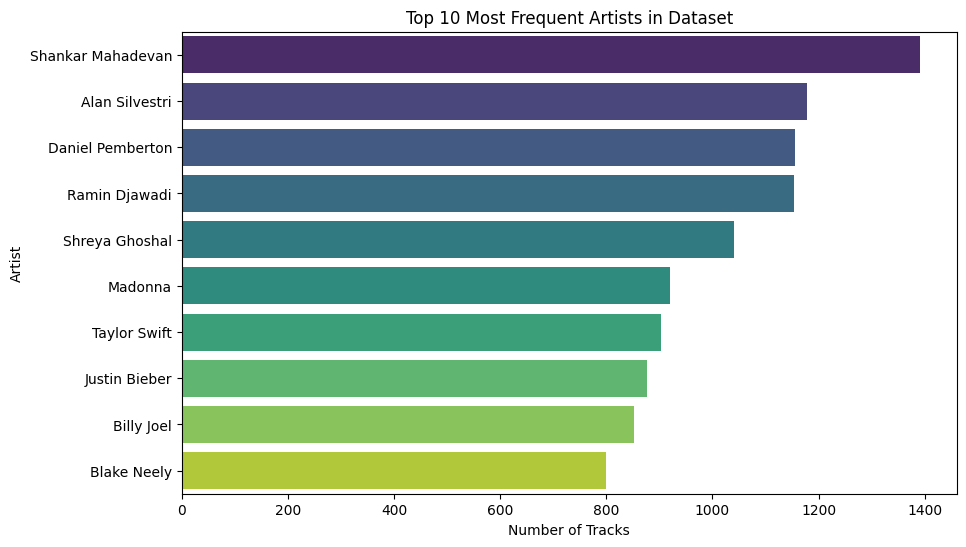 Top 10 Most Frequent Artists in Dataset
Artist
Shankar Mahadevan
Alan Silvestri
Daniel Pemberton
Ramin Djawadi
Shreya Ghoshal
Madonna
Taylor Swift
Justin Bieber
Billy Joel
Blake Neely
0 200 400 600 800 1000 1200 1400
Number of Tracks